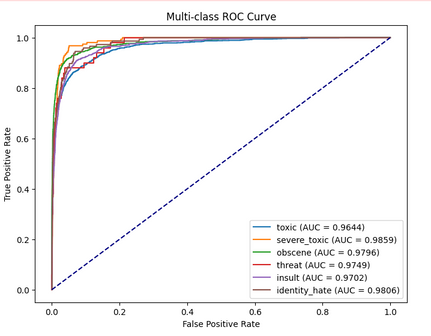 Multi-class ROC Curve
1.0
0.8
0.6
0.4
0.2
0.0
True Positive Rate
toxic (AUC = 0.9644)
severe_toxic (AUC = 0.9859)
obscene (AUC = 0.9796)
threat (AUC = 0.9749)
insult (AUC = 0.9702)
identity_hate (AUC = 0.9806)
0.0 0.2 0.4 0.6 0.8 1.0
False Positive Rate